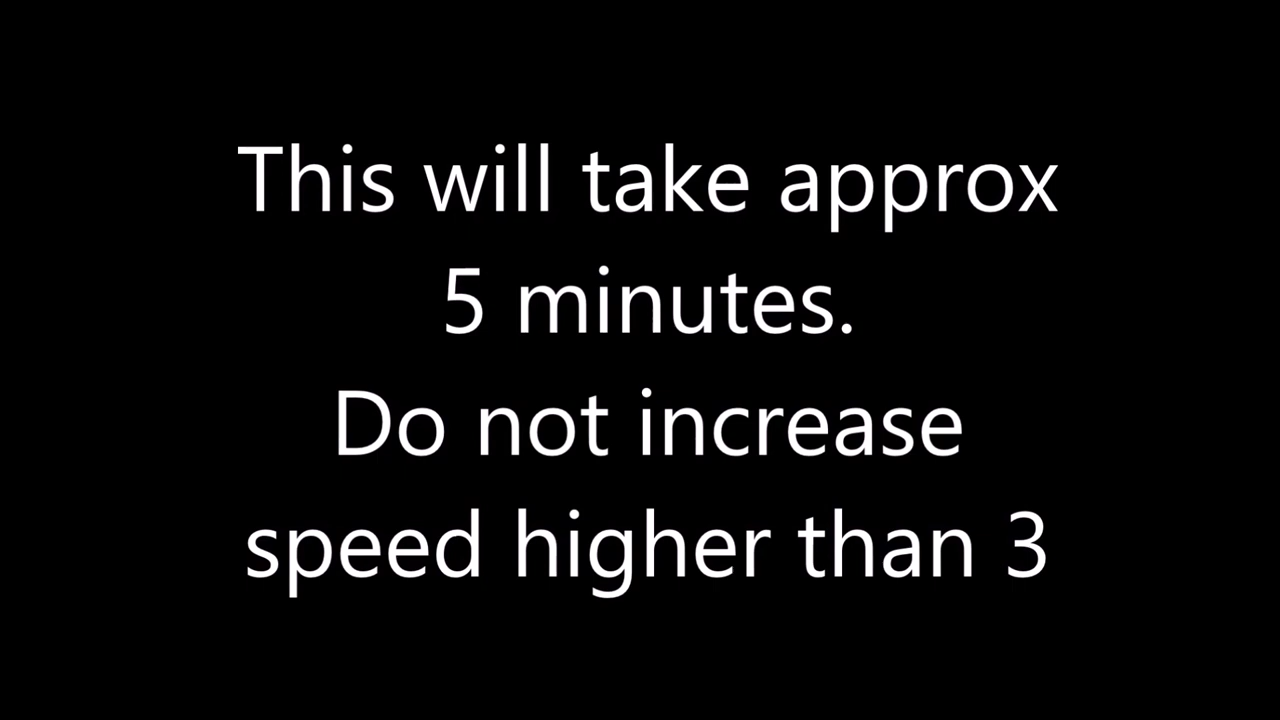 This will take approx
5 minutes.
Do not increase
speed higher than 3